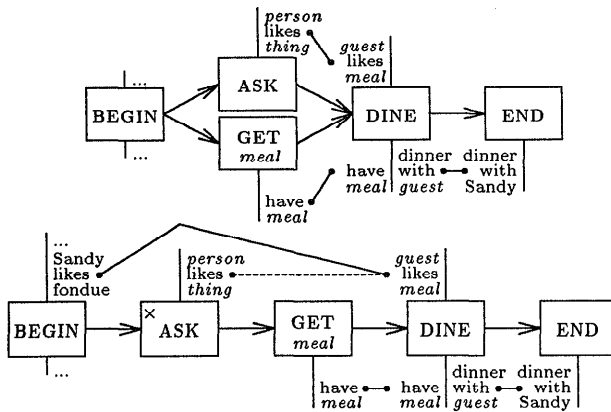 person
likes
thing
guest
likes
meal
...
BEGIN
ASK
GET
meal
DINE
END
...
have
meal
have
meal
dinner
with
guest
dinner
with
Sandy
...
Sandy
likes
fondue
person
likes
thing
guest
likes
meal
BEGIN
× ASK
GET
meal
DINE
END
...
have
meal
have
meal
dinner
with
guest
dinner
with
Sandy